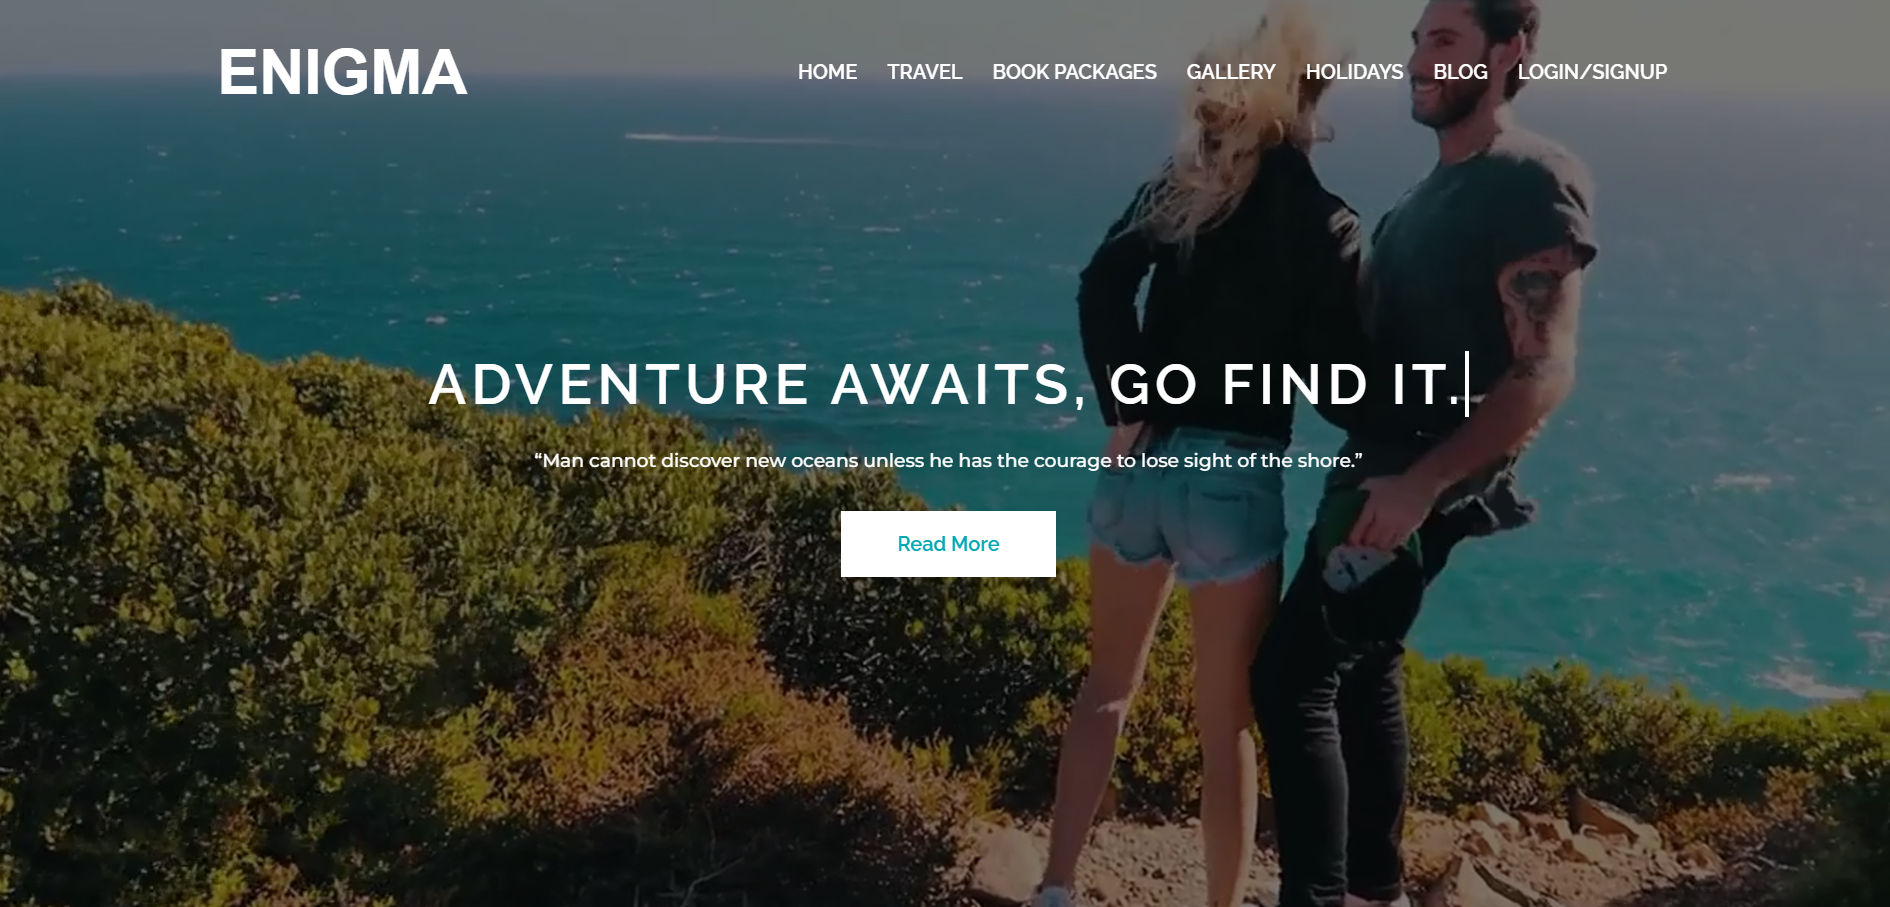 ENIGMA
HOME TRAVEL BOOK PACKAGES GALLERY HOLIDAYS BLOG LOGIN/SIGNUP
ADVENTURE AWAITS, GO FIND IT.
“Man cannot discover new oceans unless he has the courage to lose sight of the shore.”
Read More